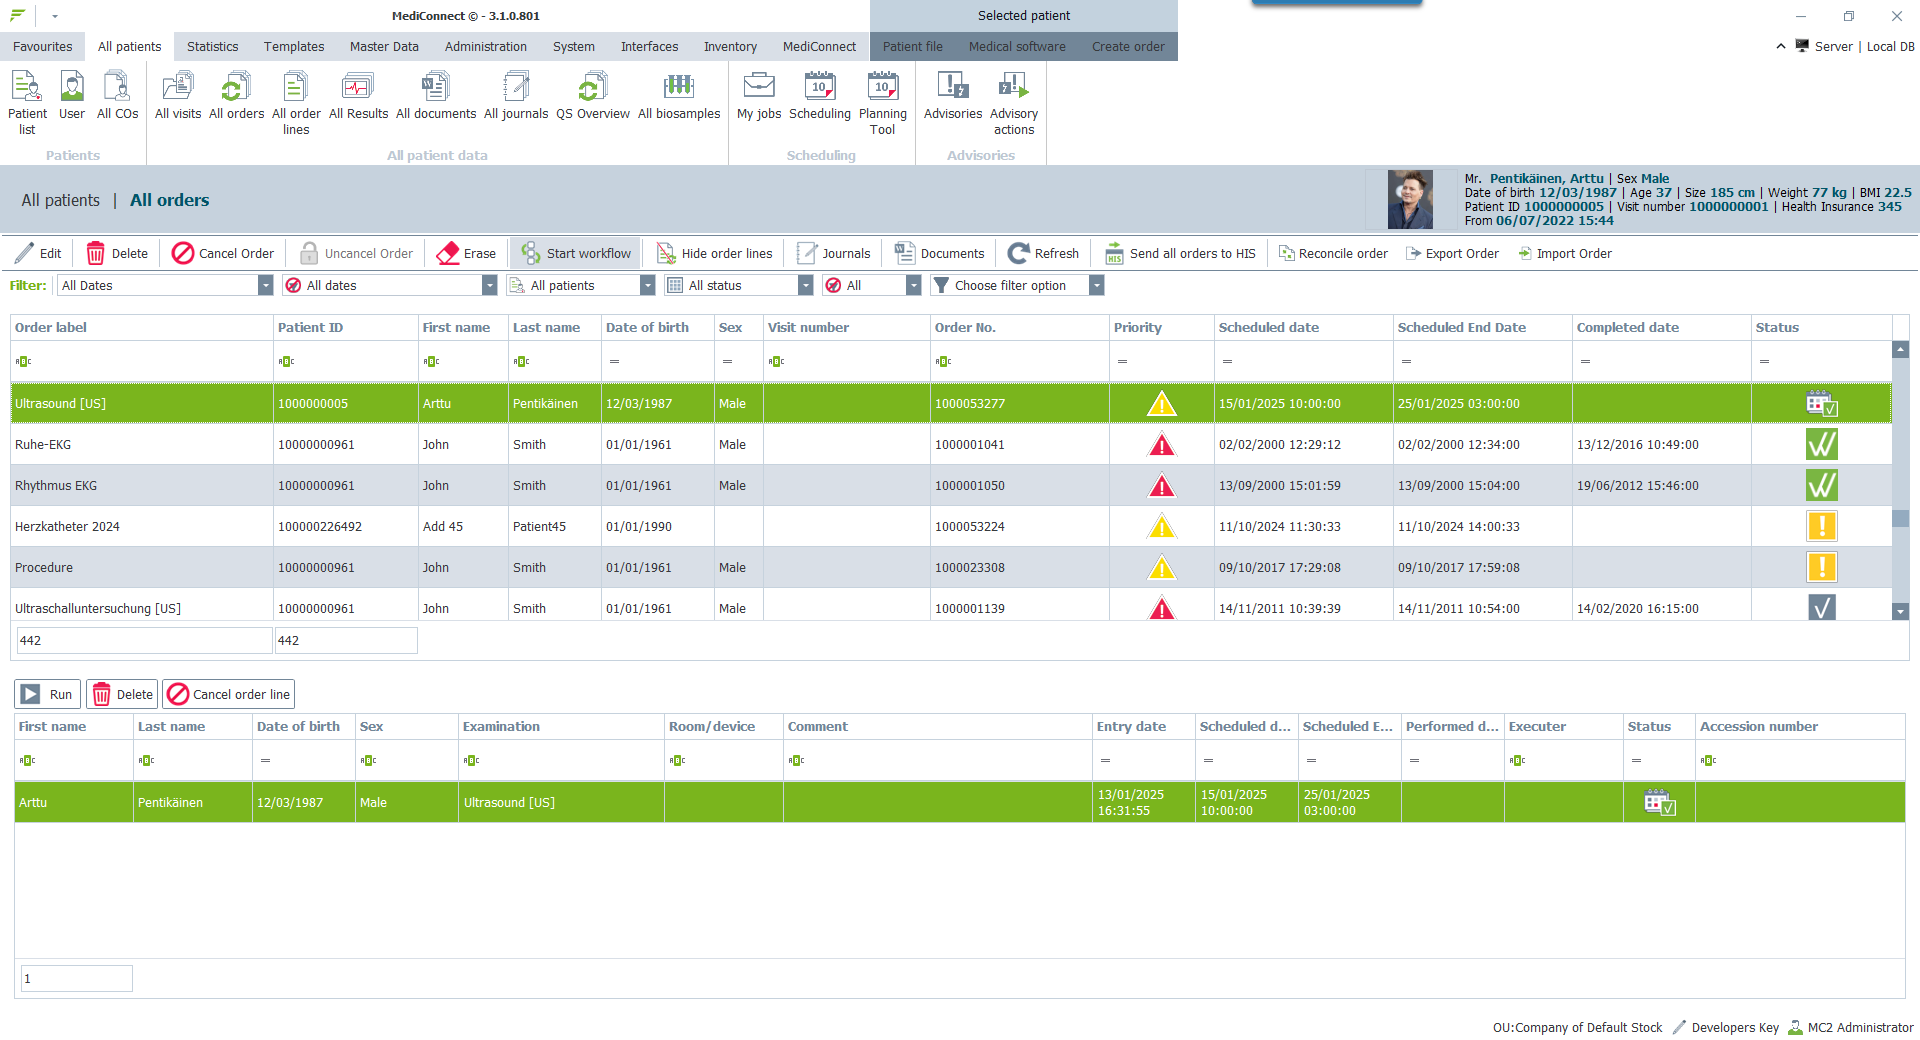 MediConnect © - 3.1.0.801
Selected patient
Favourites All patients Statistics Templates Master Data Administration System Interfaces Inventory MediConnect Patient file Medical software Create order
Server | Local DB
Patient list
User
All COs
All visits
All orders
All order lines
All Results
All documents
All journals
QS Overview
All biosamples
My jobs
Scheduling
10
Planning Tool
10
Advisories
Advisory actions
Patients
All patient data
Scheduling
Advisories
All patients | All orders
Mr. Pentikäinen, Arttu | Sex Male
Date of birth 12/03/1987 | Age 37 | Size 185 cm | Weight 77 kg | BMI 22.5
Patient ID 1000000005 | Visit number 1000000001 | Health Insurance 345
From 06/07/2022 15:44
Edit Delete Cancel Order Uncancel Order Erase Start workflow Hide order lines Journals Documents Refresh HIS Send all orders to HIS Reconcile order Export Order Import Order
Filter: All Dates All dates All patients All status All Choose filter option
Order label Patient ID First name Last name Date of birth Sex Visit number Order No. Priority Scheduled date Scheduled End Date Completed date Status
ABC ABC ABC ABC = = ABC ABC = = = = =
Ultrasound [US] 1000000005 Arttu Pentikäinen 12/03/1987 Male 1000053277 15/01/2025 10:00:00 25/01/2025 03:00:00
Ruhe-EKG 10000000961 John Smith 01/01/1961 Male 1000001041 02/02/2000 12:29:12 02/02/2000 12:34:00 13/12/2016 10:49:00
Rhythmus EKG 10000000961 John Smith 01/01/1961 Male 1000001050 13/09/2000 15:01:59 13/09/2000 15:04:00 19/06/2012 15:46:00
Herzkatheter 2024 100000226492 Add 45 Patient45 01/01/1990 1000053224 11/10/2024 11:30:33 11/10/2024 14:00:33
Procedure 10000000961 John Smith 01/01/1961 Male 1000023308 09/10/2017 17:29:08 09/10/2017 17:59:08
Ultraschalluntersuchung [US] 10000000961 John Smith 01/01/1961 Male 1000001139 14/11/2011 10:39:39 14/11/2011 10:54:00 14/02/2020 16:15:00
442 442
Run Delete Cancel order line
First name Last name Date of birth Sex Examination Room/device Comment Entry date Scheduled d... Scheduled E... Performed d... Executer Status Accession number
ABC ABC = ABC ABC ABC ABC = = = = ABC = ABC
Arttu Pentikäinen 12/03/1987 Male Ultrasound [US] 13/01/2025 16:31:55 15/01/2025 10:00:00 25/01/2025 03:00:00
1
OU:Company of Default Stock Developers Key MC2 Administrator